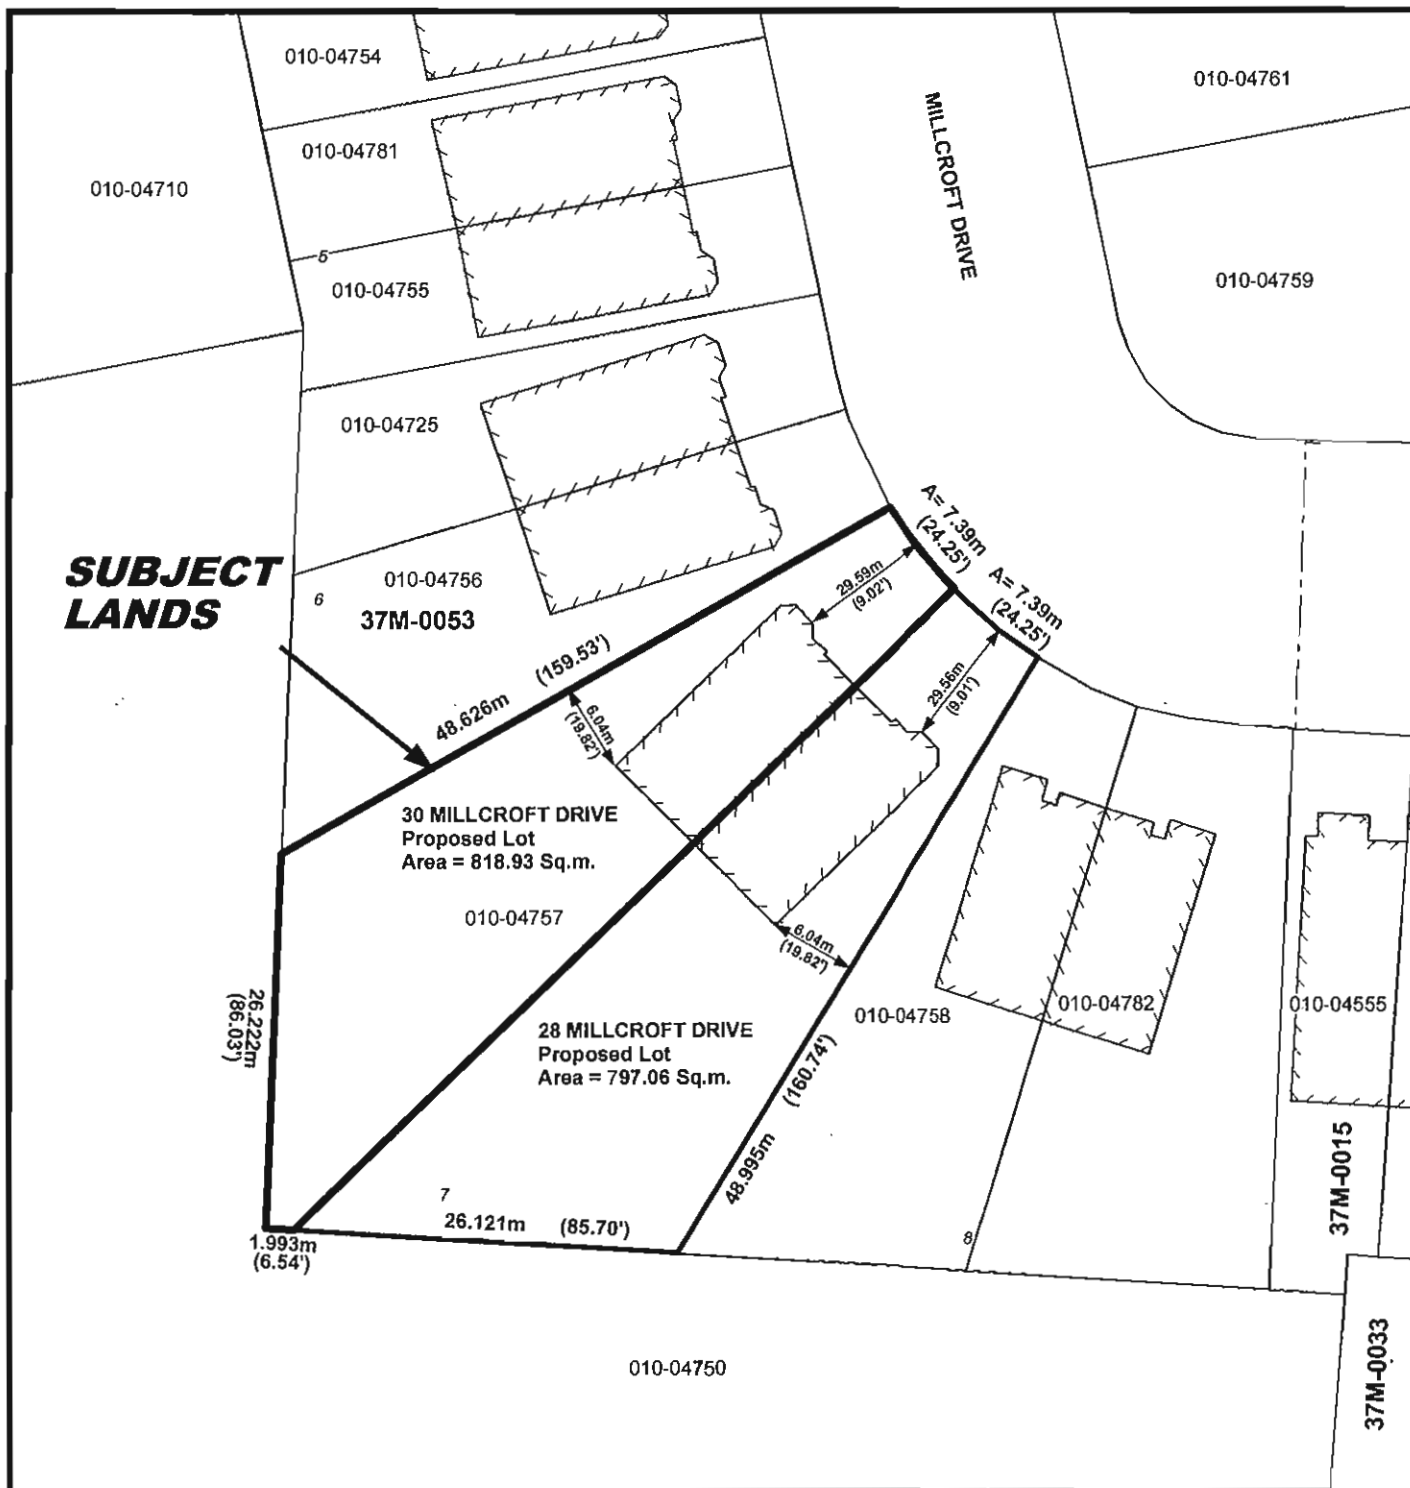 010-04754
010-04761
010-04781
010-04710
MILLCROFT DRIVE
5
010-04755
010-04759
010-04725
A= 7.39m
(24.25')
SUBJECT
LANDS
010-04756
6
37M-0053
29.59m
(9.02')
A= 7.39m
(24.25')
48.626m (159.53')
6.04m
(19.82')
29.56m
(9.01')
30 MILLCROFT DRIVE
Proposed Lot
Area = 818.93 Sq.m.
010-04757
6.04m
(19.82')
26.222m
(86.03')
010-04758
010-04782
010-04555
28 MILLCROFT DRIVE
Proposed Lot
Area = 797.06 Sq.m.
48.995m (160.74')
37M-0015
7
26.121m (85.70')
8
1.993m
(6.54')
010-04750
37M-0033